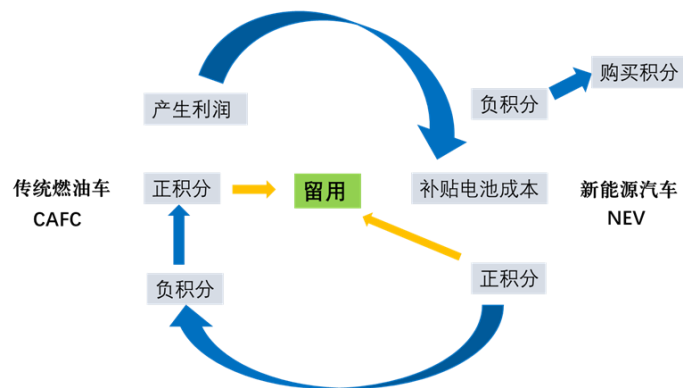 购买积分
负积分
产生利润
传统燃油车
CAFC
正积分
留用
补贴电池成本
新能源汽车
NEV
负积分
正积分